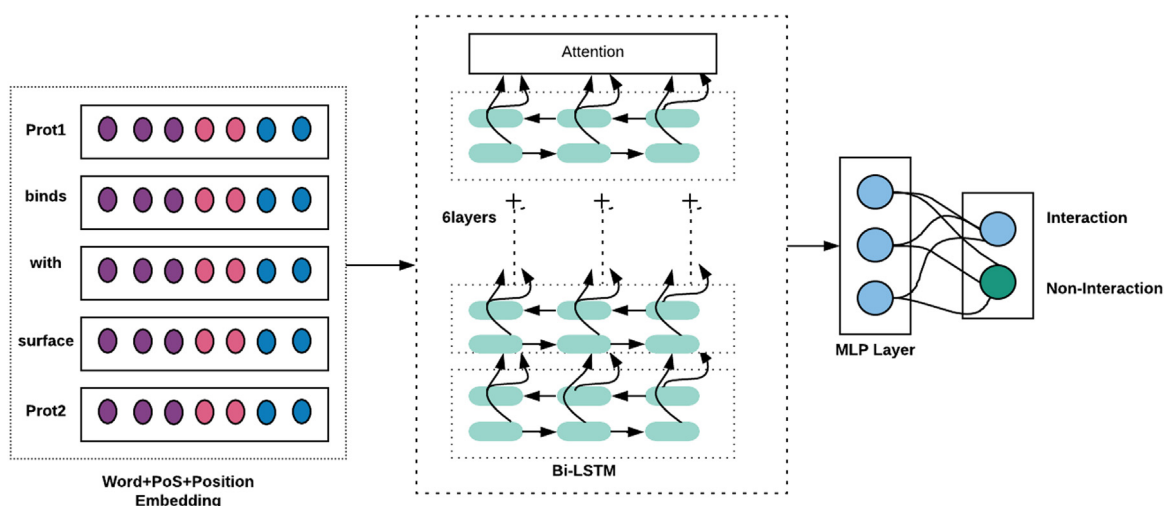 Prot1
binds
with
surface
Prot2
Word+PoS+Position
Embedding
Attention
6layers
Bi-LSTM
MLP Layer
Interaction
Non-Interaction